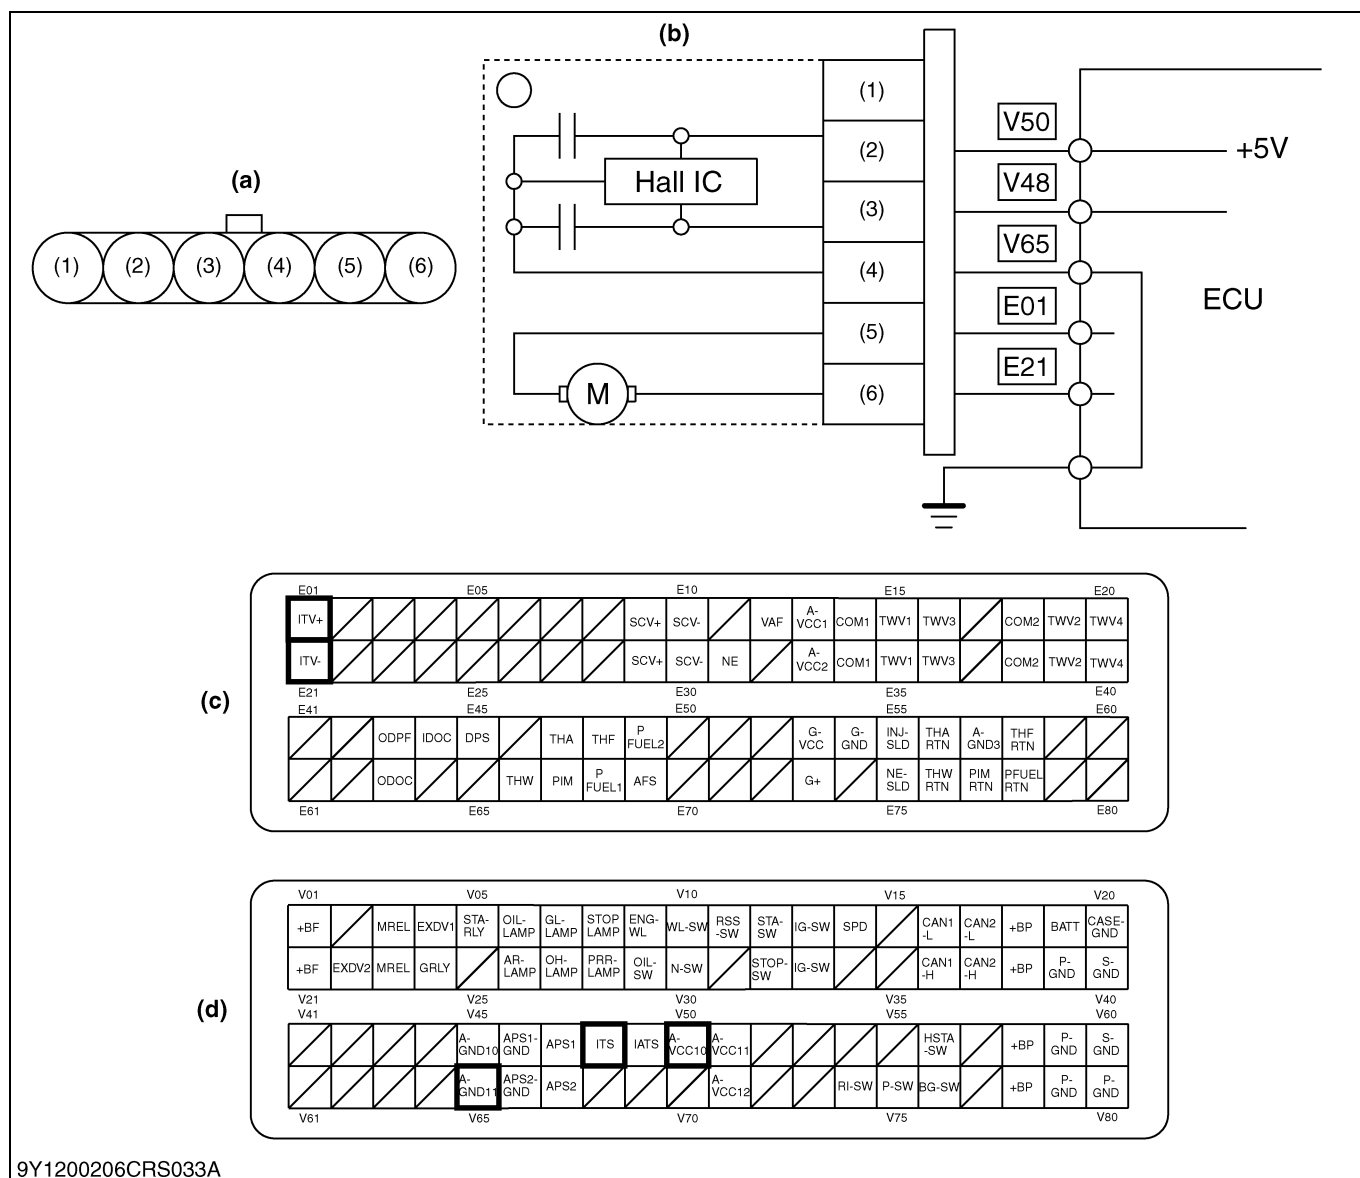 (b)
(a)
(1) (2) (3) (4) (5) (6)
Hall IC
M
(1)
(2)
(3)
(4)
(5)
(6)
V50
V48
V65
E01
E21
+5V
ECU
(c)
E01 E05 E10 E15 E20
ITV+ SCV+ SCV- VAF A-VCC1 COM1 TWV1 TWV3 COM2 TWV2 TWV4
ITV- SCV+ SCV- NE A-VCC2 COM1 TWV1 TWV3 COM2 TWV2 TWV4
E21 E25 E30 E35 E40
E41 E45 E50 E55 E60
ODPF IDOC DPS THA THF P FUEL2 G-VCC G-GND INJ-SLD THA RTN A-GND3 THF RTN
ODOC THW PIM P FUEL1 AFS G+ NE-SLD THW RTN PIM RTN PFUEL RTN
E61 E65 E70 E75 E80
(d)
V01 V05 V10 V15 V20
+BF MREL EXDV1 STA-RLY OIL-LAMP GL-LAMP STOP LAMP ENG-WL WL-SW RSS-SW STA-SW IG-SW SPD CAN1-L CAN2-L +BP BATT CASE-GND
+BF EXDV2 MREL GRLY AR-LAMP OH-LAMP PRR-LAMP OIL-SW N-SW STOP-SW IG-SW CAN1-H CAN2-H +BP P-GND S-GND
V21 V25 V30 V35 V40
V41 V45 V50 V55 V60
A-GND10 APS1-GND APS1 ITS IATS A-VCC10 A-VCC11 HSTA-SW +BP P-GND S-GND
A-GND11 APS2-GND APS2 A-VCC12 RI-SW P-SW BG-SW +BP P-GND P-GND
V61 V65 V70 V75 V80
9Y1200206CRS033A